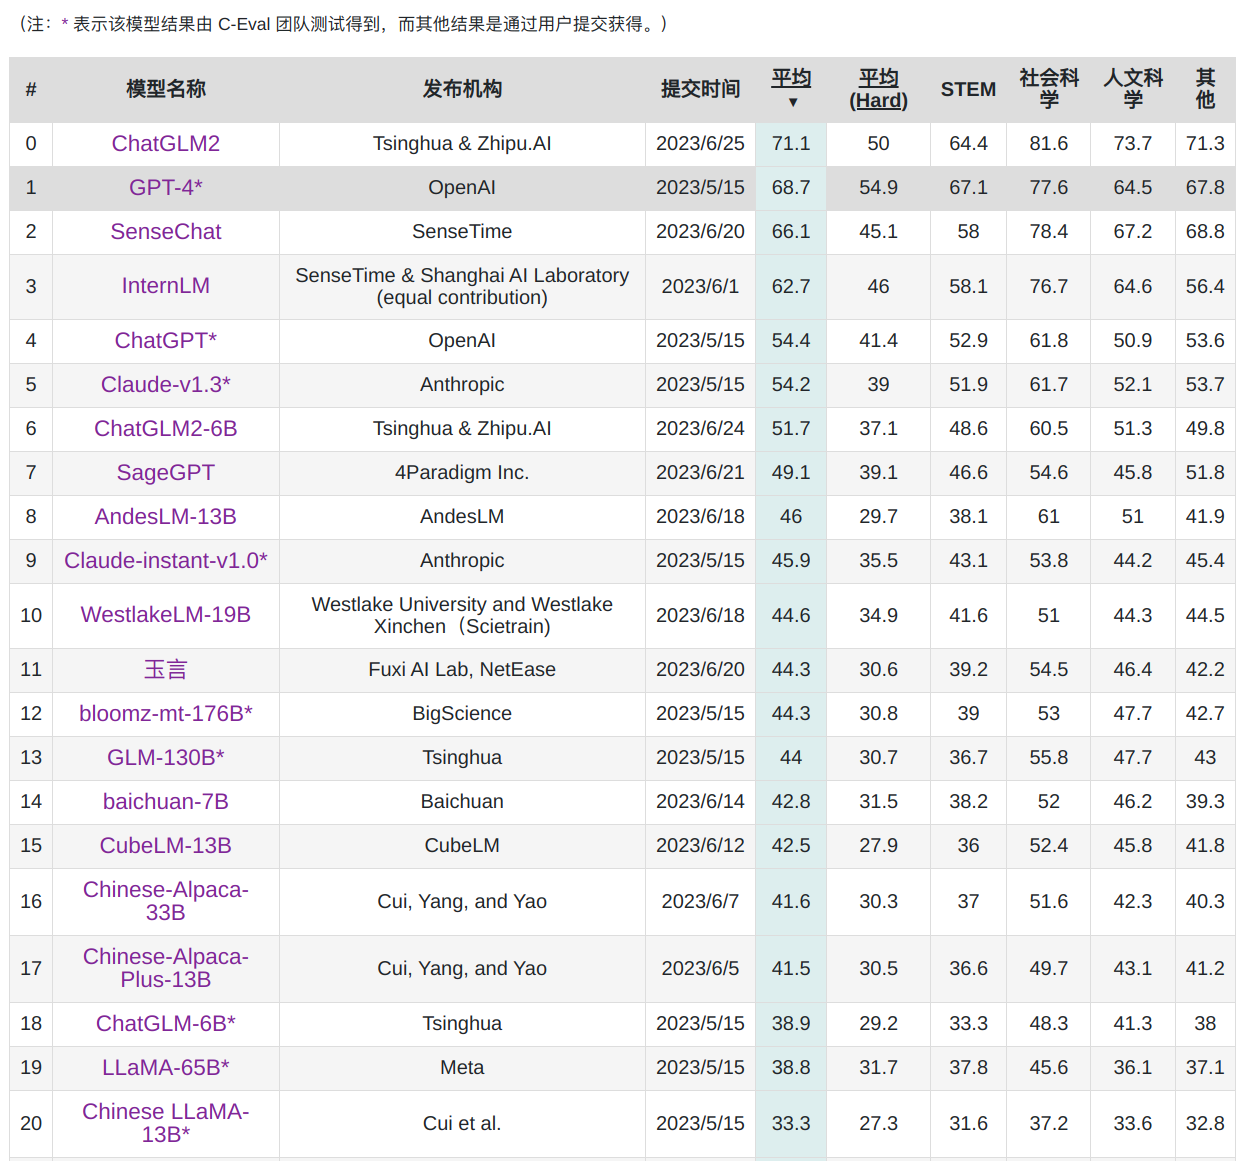 （注：* 表示该模型结果由 C-Eval 团队测试得到，而其他结果是通过用户提交获得。）
# 模型名称 发布机构 提交时间 平均 ▼ 平均 (Hard) STEM 社会科学 人文科学 其他
0 ChatGLM2 Tsinghua & Zhipu.AI 2023/6/25 71.1 50 64.4 81.6 73.7 71.3
1 GPT-4* OpenAI 2023/5/15 68.7 54.9 67.1 77.6 64.5 67.8
2 SenseChat SenseTime 2023/6/20 66.1 45.1 58 78.4 67.2 68.8
3 InternLM SenseTime & Shanghai AI Laboratory (equal contribution) 2023/6/1 62.7 46 58.1 76.7 64.6 56.4
4 ChatGPT* OpenAI 2023/5/15 54.4 41.4 52.9 61.8 50.9 53.6
5 Claude-v1.3* Anthropic 2023/5/15 54.2 39 51.9 61.7 52.1 53.7
6 ChatGLM2-6B Tsinghua & Zhipu.AI 2023/6/24 51.7 37.1 48.6 60.5 51.3 49.8
7 SageGPT 4Paradigm Inc. 2023/6/21 49.1 39.1 46.6 54.6 45.8 51.8
8 AndesLM-13B AndesLM 2023/6/18 46 29.7 38.1 61 51 41.9
9 Claude-instant-v1.0* Anthropic 2023/5/15 45.9 35.5 43.1 53.8 44.2 45.4
10 WestlakeLM-19B Westlake University and Westlake Xinchen（Scietrain) 2023/6/18 44.6 34.9 41.6 51 44.3 44.5
11 玉言 Fuxi AI Lab, NetEase 2023/6/20 44.3 30.6 39.2 54.5 46.4 42.2
12 bloomz-mt-176B* BigScience 2023/5/15 44.3 30.8 39 53 47.7 42.7
13 GLM-130B* Tsinghua 2023/5/15 44 30.7 36.7 55.8 47.7 43
14 baichuan-7B Baichuan 2023/6/14 42.8 31.5 38.2 52 46.2 39.3
15 CubeLM-13B CubeLM 2023/6/12 42.5 27.9 36 52.4 45.8 41.8
16 Chinese-Alpaca-33B Cui, Yang, and Yao 2023/6/7 41.6 30.3 37 51.6 42.3 40.3
17 Chinese-Alpaca-Plus-13B Cui, Yang, and Yao 2023/6/5 41.5 30.5 36.6 49.7 43.1 41.2
18 ChatGLM-6B* Tsinghua 2023/5/15 38.9 29.2 33.3 48.3 41.3 38
19 LLaMA-65B* Meta 2023/5/15 38.8 31.7 37.8 45.6 36.1 37.1
20 Chinese LLaMA-13B* Cui et al. 2023/5/15 33.3 27.3 31.6 37.2 33.6 32.8